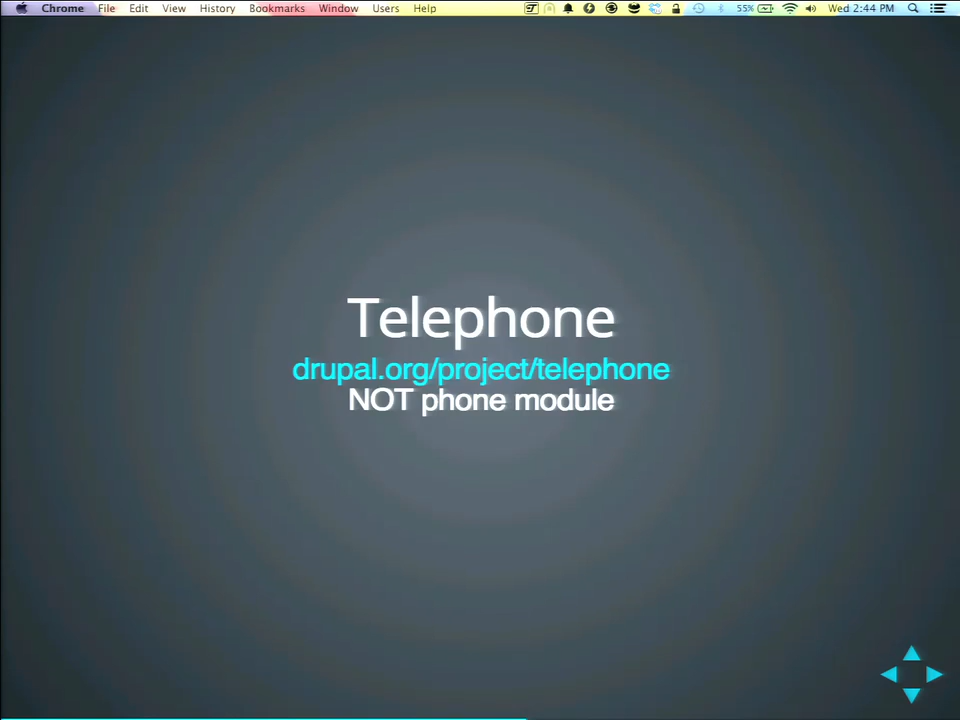 Chrome File Edit View History Bookmarks Window Users Help 55% Wed 2:44 PM
Telephone
drupal.org/project/telephone
NOT phone module